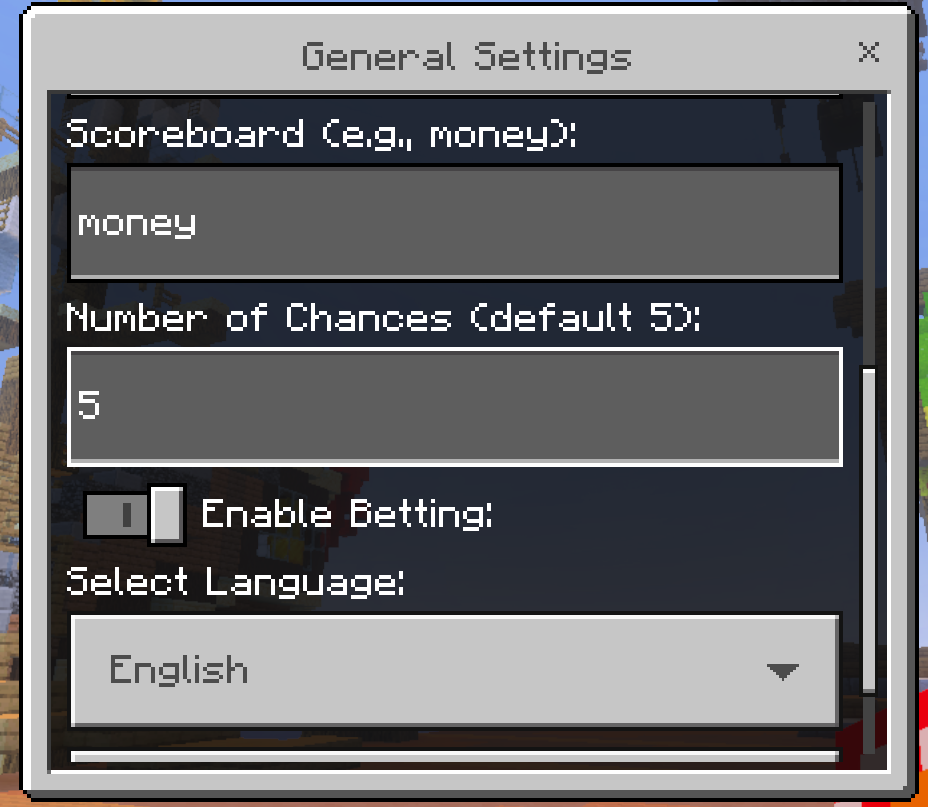 General Settings
Scoreboard (e.g., money):
money
Number of Chances (default 5):
5
Enable Betting:
Select Language:
English